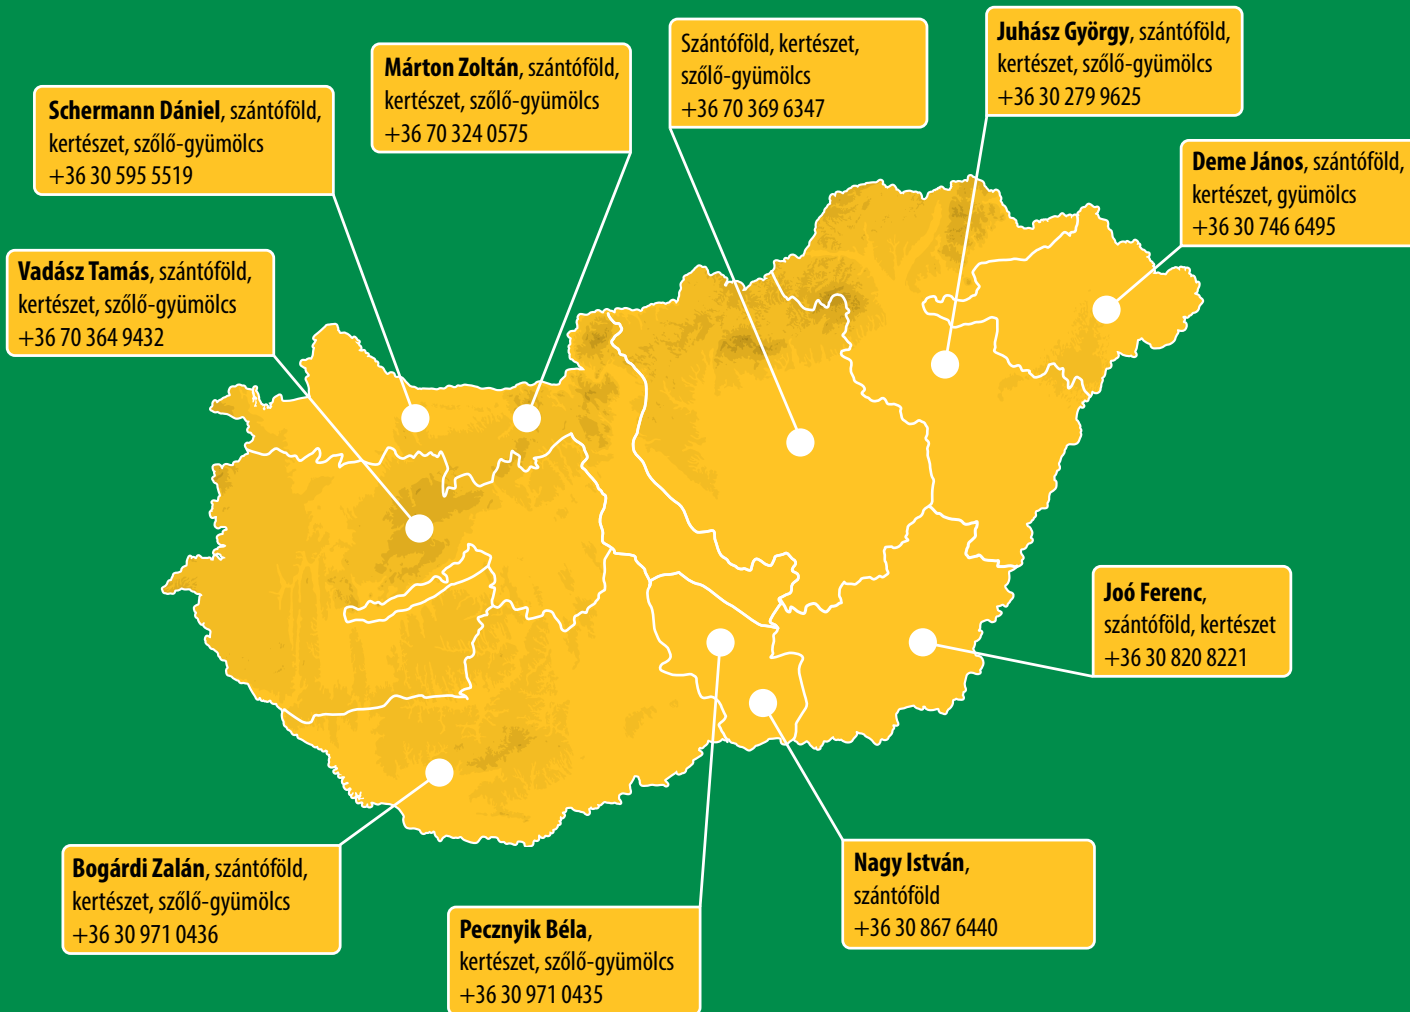 Schermann Dániel, szántóföld,
kertészet, szőlő-gyümölcs
+36 30 595 5519
Márton Zoltán, szántóföld,
kertészet, szőlő-gyümölcs
+36 70 324 0575
Szántóföld, kertészet,
szőlő-gyümölcs
+36 70 369 6347
Juhász György, szántóföld,
kertészet, szőlő-gyümölcs
+36 30 279 9625
Deme János, szántóföld,
kertészet, gyümölcs
+36 30 746 6495
Vadász Tamás, szántóföld,
kertészet, szőlő-gyümölcs
+36 70 364 9432
Joó Ferenc,
szántóföld, kertészet
+36 30 820 8221
Bogárdi Zalán, szántóföld,
kertészet, szőlő-gyümölcs
+36 30 971 0436
Pecznyik Béla,
kertészet, szőlő-gyümölcs
+36 30 971 0435
Nagy István,
szántóföld
+36 30 867 6440